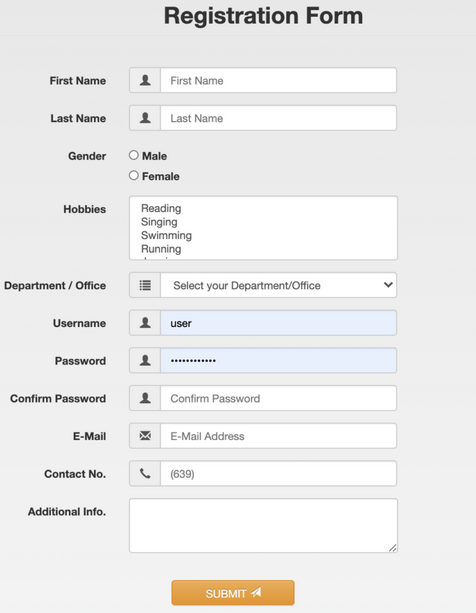 Registration Form
First Name First Name
Last Name Last Name
Gender Male
Female
Hobbies Reading
Singing
Swimming
Running
Department / Office Select your Department/Office
Username user
Password ••••••••••••
Confirm Password Confirm Password
E-Mail E-Mail Address
Contact No. (639)
Additional Info.
SUBMIT